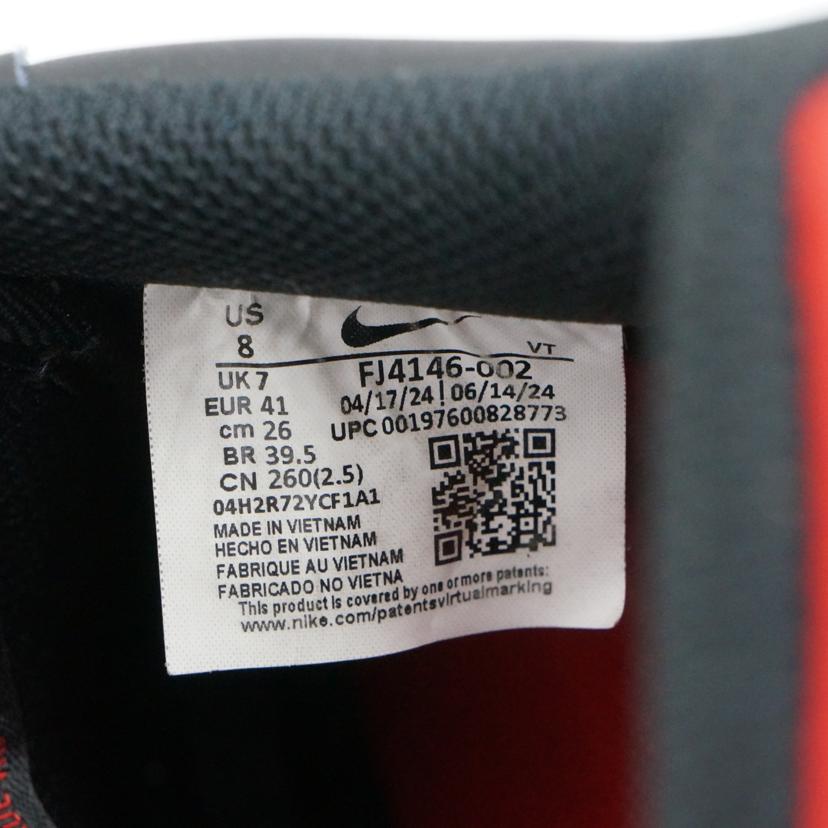 US
8
VT
UK 7
FJ4146-002
EUR 41
04/17/24 | 06/14/24
cm 26
UPC 00197600828773
BR 39.5
CN 260(2.5)
04H2R72YCF1A1
MADE IN VIETNAM
HECHO EN VIETNAM
FABRIQUE AU VIETNAM
FABRICADO NO VIETNA
This product is covered by one or more patents:
www.nike.com/patentsvirtualmarking